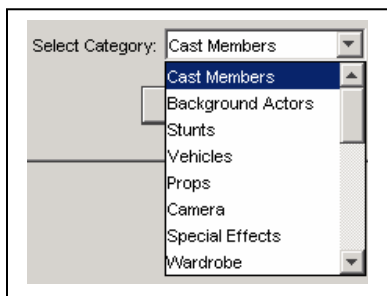 Select Category: Cast Members
Cast Members
Background Actors
Stunts
Vehicles
Props
Camera
Special Effects
Wardrobe